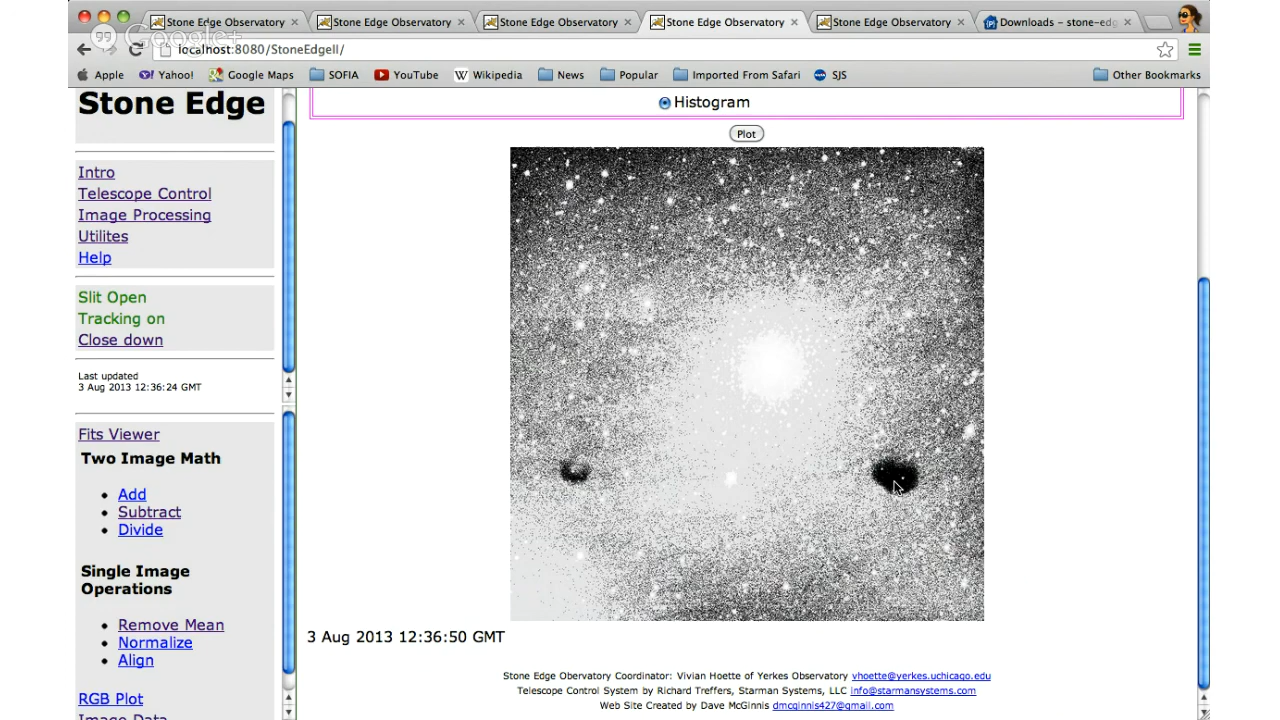 Stone Edge Observatory
Stone Edge Observatory
Stone Edge Observatory
Stone Edge Observatory
Stone Edge Observatory
Downloads – stone-edg
Google+
localhost:8080/StoneEdgeII/
Apple
Yahoo!
Google Maps
SOFIA
YouTube
Wikipedia
News
Popular
Imported From Safari
SJS
Other Bookmarks
Stone Edge
Intro
Telescope Control
Image Processing
Utilites
Help
Slit Open
Tracking on
Close down
Last updated
3 Aug 2013 12:36:24 GMT
Fits Viewer
Two Image Math
Add
Subtract
Divide
Single Image
Operations
Remove Mean
Normalize
Align
RGB Plot
Image Data
Histogram
Plot
3 Aug 2013 12:36:50 GMT
Stone Edge Obervatory Coordinator: Vivian Hoette of Yerkes Observatory vhoette@yerkes.uchicago.edu
Telescope Control System by Richard Treffers, Starman Systems, LLC info@starmansystems.com
Web Site Created by Dave McGinnis dmcginnis427@gmail.com